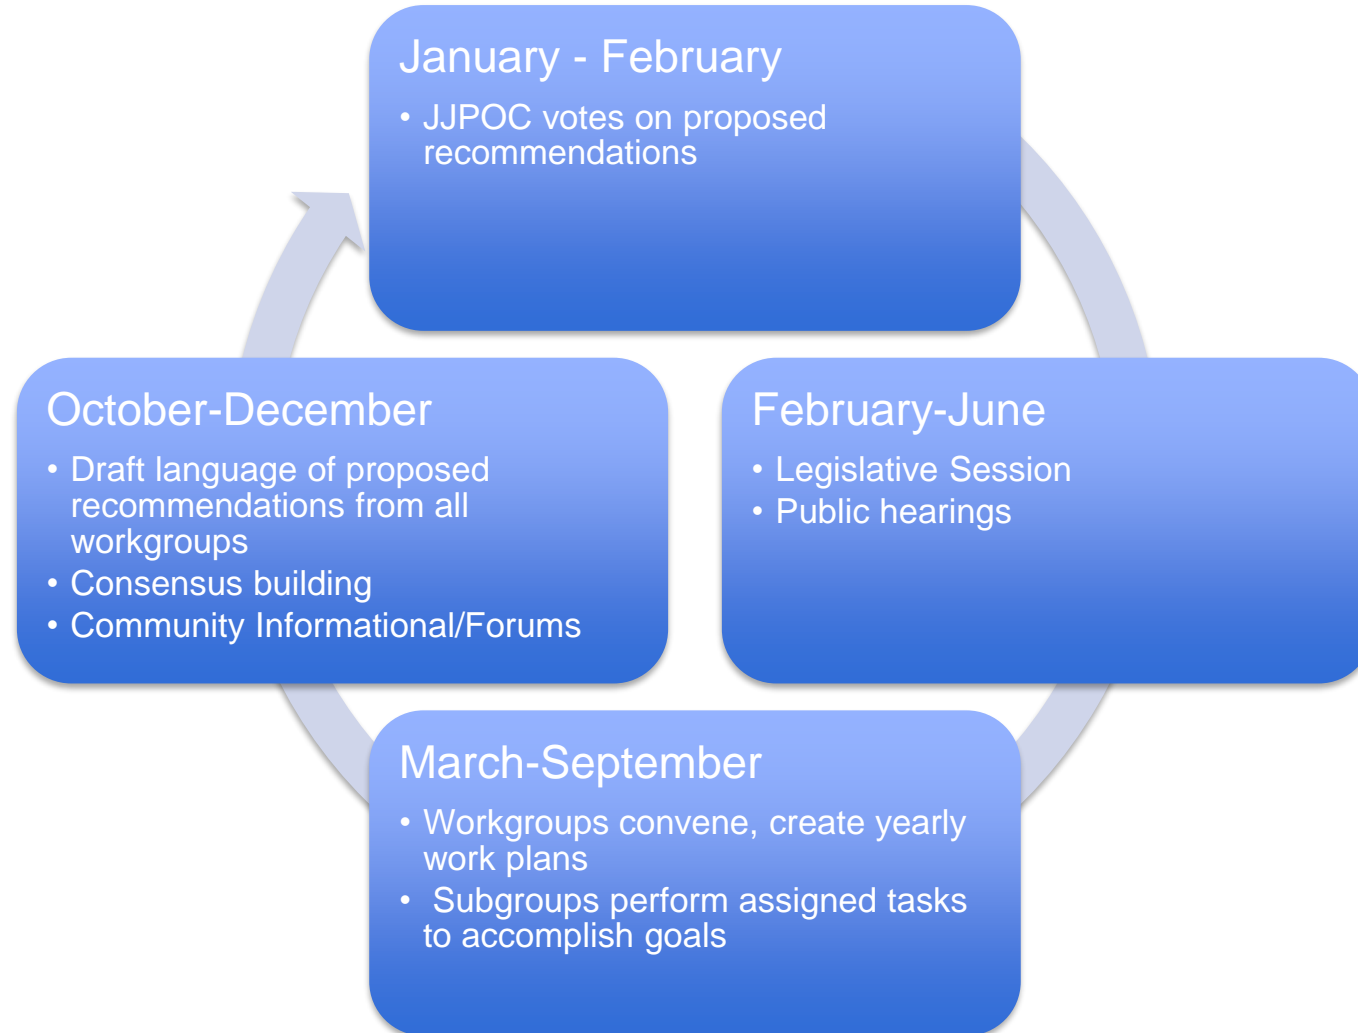 January - February
• JJPOC votes on proposed
recommendations
February-June
• Legislative Session
• Public hearings
March-September
• Workgroups convene, create yearly
work plans
• Subgroups perform assigned tasks
to accomplish goals
October-December
• Draft language of proposed
recommendations from all
workgroups
• Consensus building
• Community Informational/Forums